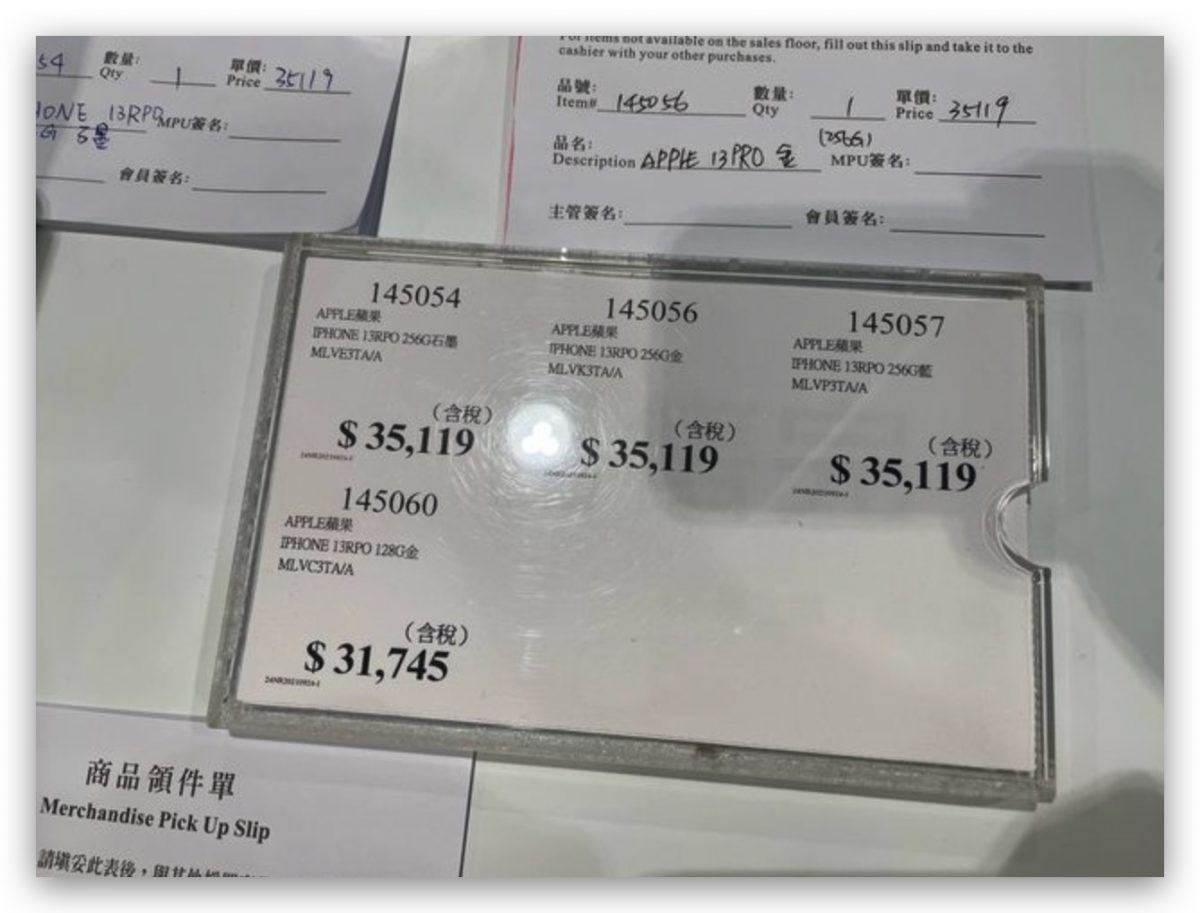 54 數量: Qty 1 單價: Price 35119
HONE 13RPO MPU簽名:
會員簽名:
For items not available on the sales floor, fill out this slip and take it to the
cashier with your other purchases.
品號: Item# 145056 數量: Qty 1 單價: Price 35119
(256G)
品名: Description APPLE 13PRO 金 MPU簽名:
主管簽名: 會員簽名:
145054
APPLE蘋果
IPHONE 13RPO 256G石墨
MLVE3TA/A
(含稅)
$ 35,119
145056
APPLE蘋果
IPHONE 13RPO 256G金
MLVK3TA/A
(含稅)
$ 35,119
145057
APPLE蘋果
IPHONE 13RPO 256G藍
MLVP3TA/A
(含稅)
$ 35,119
145060
APPLE蘋果
IPHONE 13RPO 128G金
MLVC3TA/A
(含稅)
$ 31,745
商品領件單
Merchandise Pick Up Slip
請填妥此表後,與其他